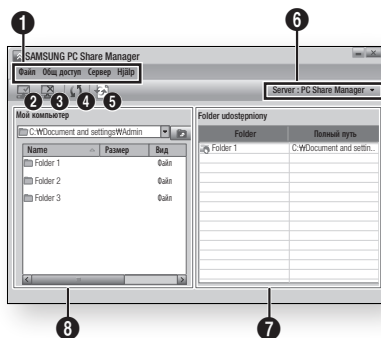 1
6
SAMSUNG PC Share Manager
Файл Общ доступ Сервер Hjälp
2 3 4 5
Server : PC Share Manager
Мой компьютер
C:₩Document and settings₩Admin
Name Размер Вид
Folder 1 Файл
Folder 2 Файл
Folder 3 Файл
Folder udostępniony
Folder Полный путь
Folder 1 C:₩Document and settin...
8
7